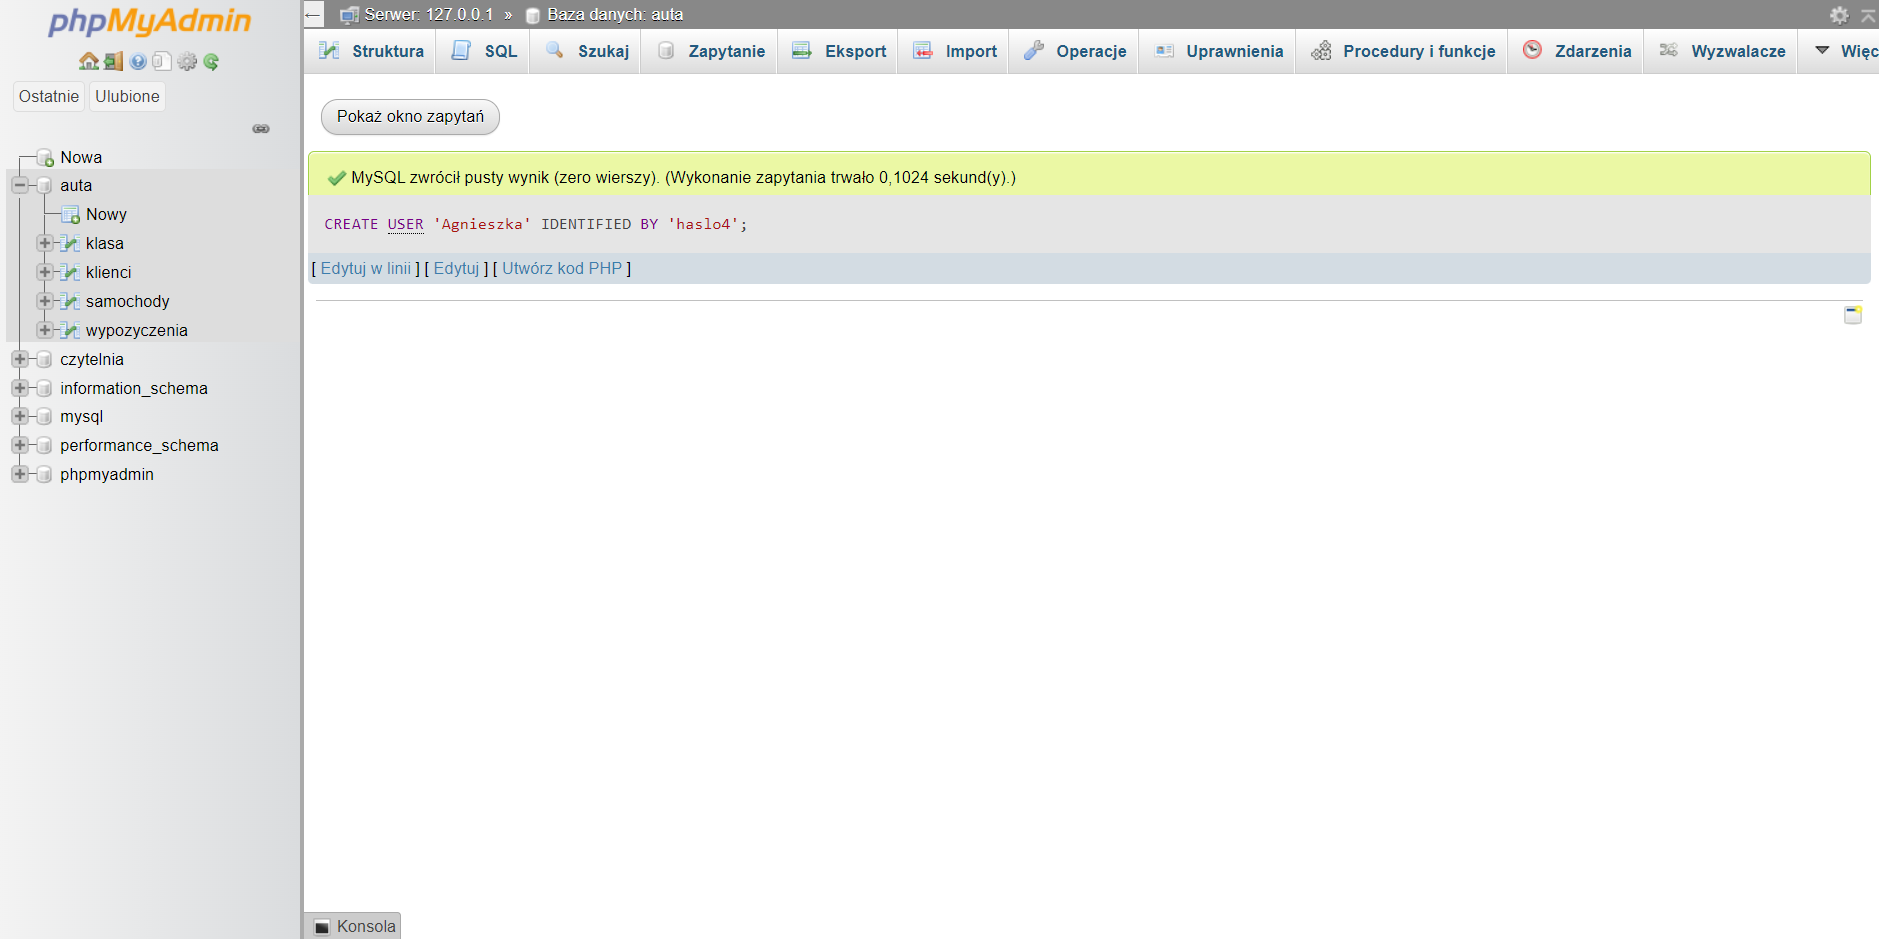 phpMyAdmin
Ostatnie Ulubione
Nowa
auta
Nowy
klasa
klienci
samochody
wypozyczenia
czytelnia
information_schema
mysql
performance_schema
phpmyadmin
Serwer: 127.0.0.1 » Baza danych: auta
Struktura SQL Szukaj Zapytanie Eksport Import Operacje Uprawnienia Procedury i funkcje Zdarzenia Wyzwalacze Więc
Pokaż okno zapytań
MySQL zwrócił pusty wynik (zero wierszy). (Wykonanie zapytania trwało 0,1024 sekund(y).)
CREATE USER 'Agnieszka' IDENTIFIED BY 'haslo4';
[ Edytuj w linii ] [ Edytuj ] [ Utwórz kod PHP ]
Konsola